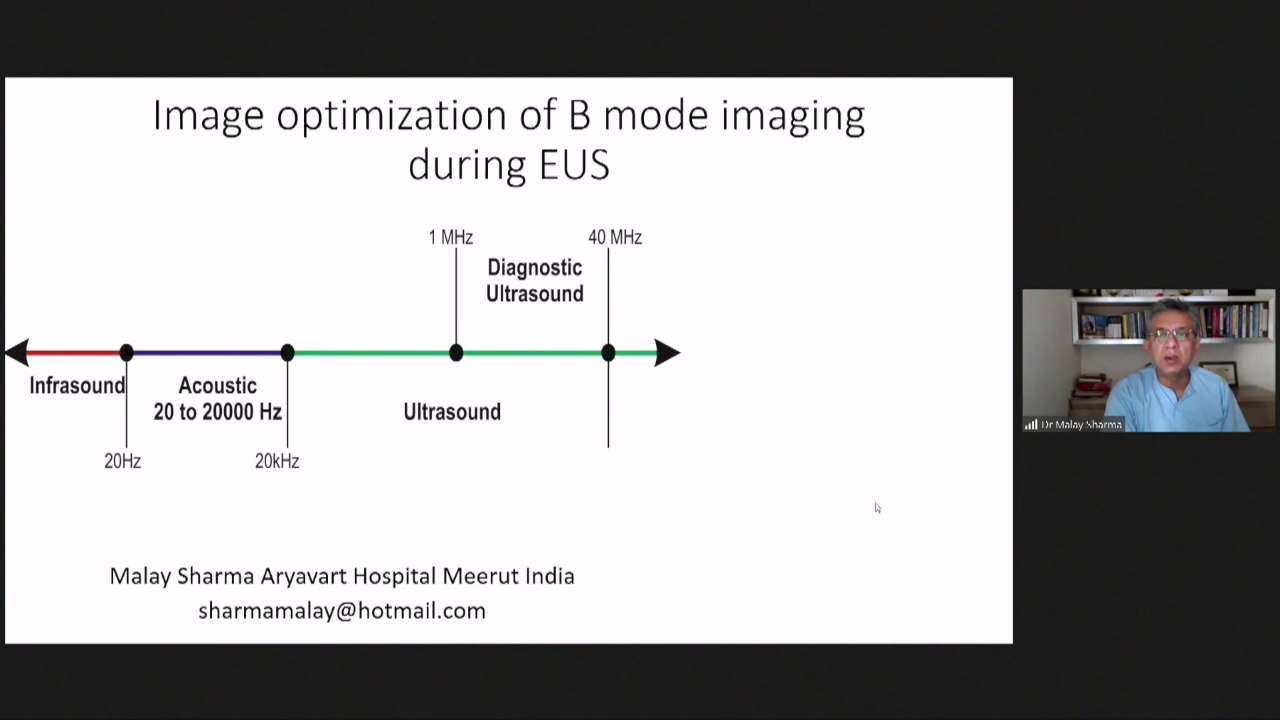 Image optimization of B mode imaging
during EUS
1 MHz
40 MHz
Diagnostic
Ultrasound
Infrasound
Acoustic
20 to 20000 Hz
Ultrasound
20Hz
20kHz
Malay Sharma Aryavart Hospital Meerut India
sharmamalay@hotmail.com
Dr Malay Sharma